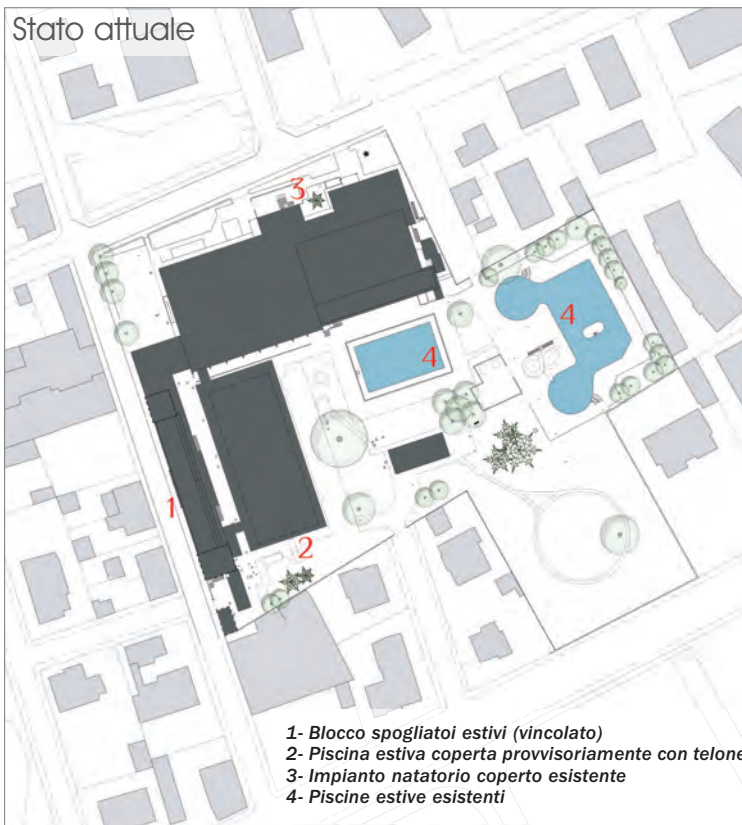 Stato attuale
3
4
4
1
2
1- Blocco spogliatoi estivi (vincolato)
2- Piscina estiva coperta provvisoriamente con telone
3- Impianto natatorio coperto esistente
4- Piscine estive esistenti